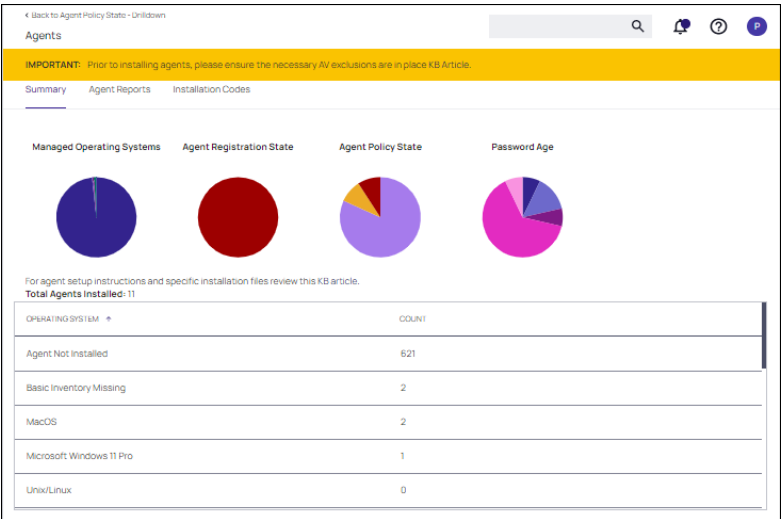 Back to Agent Policy State - Drilldown
Agents
P
IMPORTANT: Prior to installing agents, please ensure the necessary AV exclusions are in place KB Article.
Summary Agent Reports Installation Codes
Managed Operating Systems Agent Registration State Agent Policy State Password Age
For agent setup instructions and specific installation files review this KB article.
Total Agents Installed: 11
OPERATING SYSTEM COUNT
Agent Not Installed 621
Basic Inventory Missing 2
MacOS 2
Microsoft Windows 11 Pro 1
Unix/Linux 0